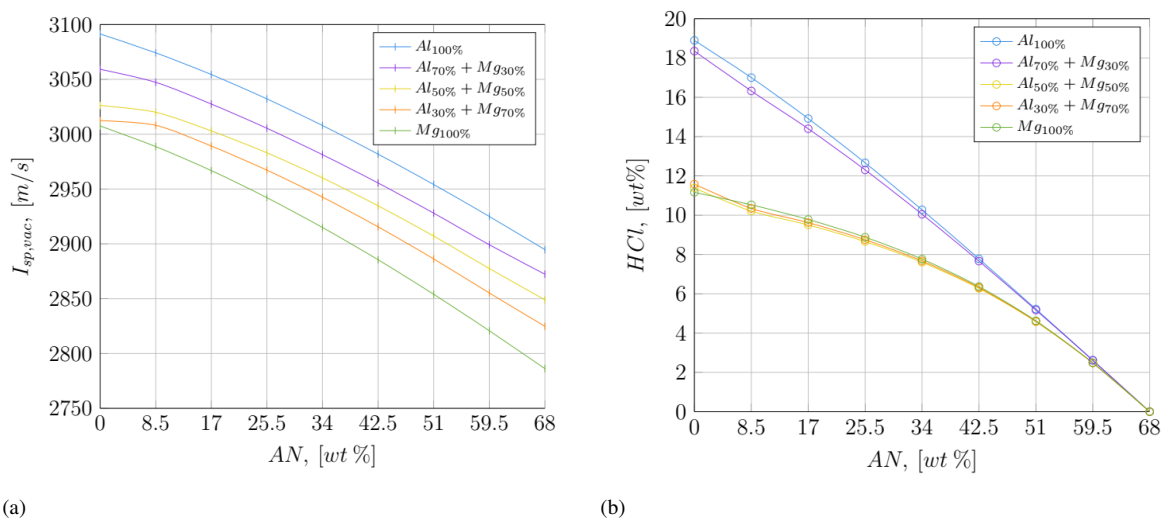 3100
3050
3000
2950
2900
2850
2800
2750
I_{sp,vac}, [m/s]
0 8.5 17 25.5 34 42.5 51 59.5 68
AN, [wt %]
Al_{100%}
Al_{70%} + Mg_{30%}
Al_{50%} + Mg_{50%}
Al_{30%} + Mg_{70%}
Mg_{100%}
(a)
20
18
16
14
12
10
8
6
4
2
0
HCl, [wt%]
0 8.5 17 25.5 34 42.5 51 59.5 68
AN, [wt %]
Al_{100%}
Al_{70%} + Mg_{30%}
Al_{50%} + Mg_{50%}
Al_{30%} + Mg_{70%}
Mg_{100%}
(b)